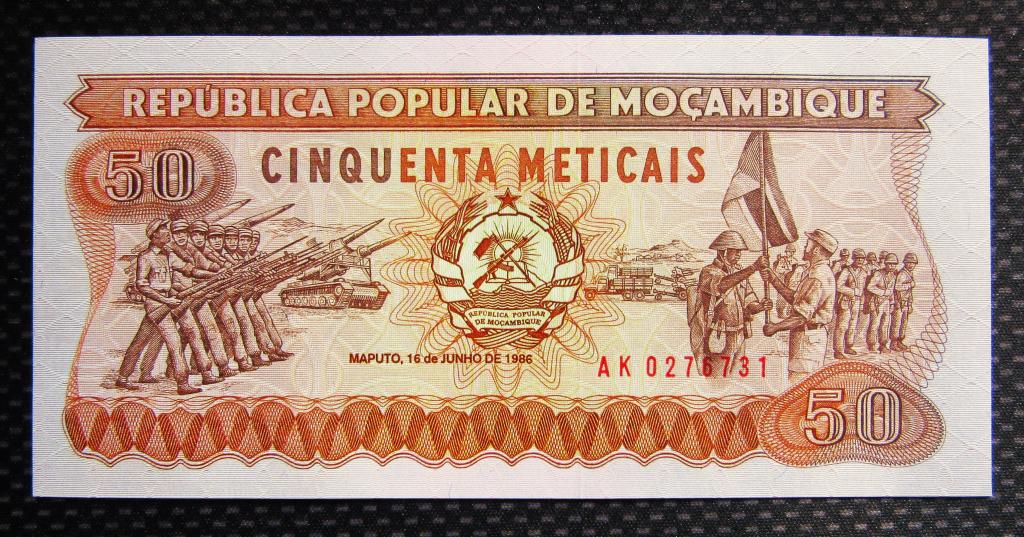 REPÚBLICA POPULAR DE MOÇAMBIQUE
50
CINQUENTA METICAIS
REPÚBLICA POPULAR
DE MOÇAMBIQUE
MAPUTO, 16 de JUNHO DE 1986
AK 0276731
50